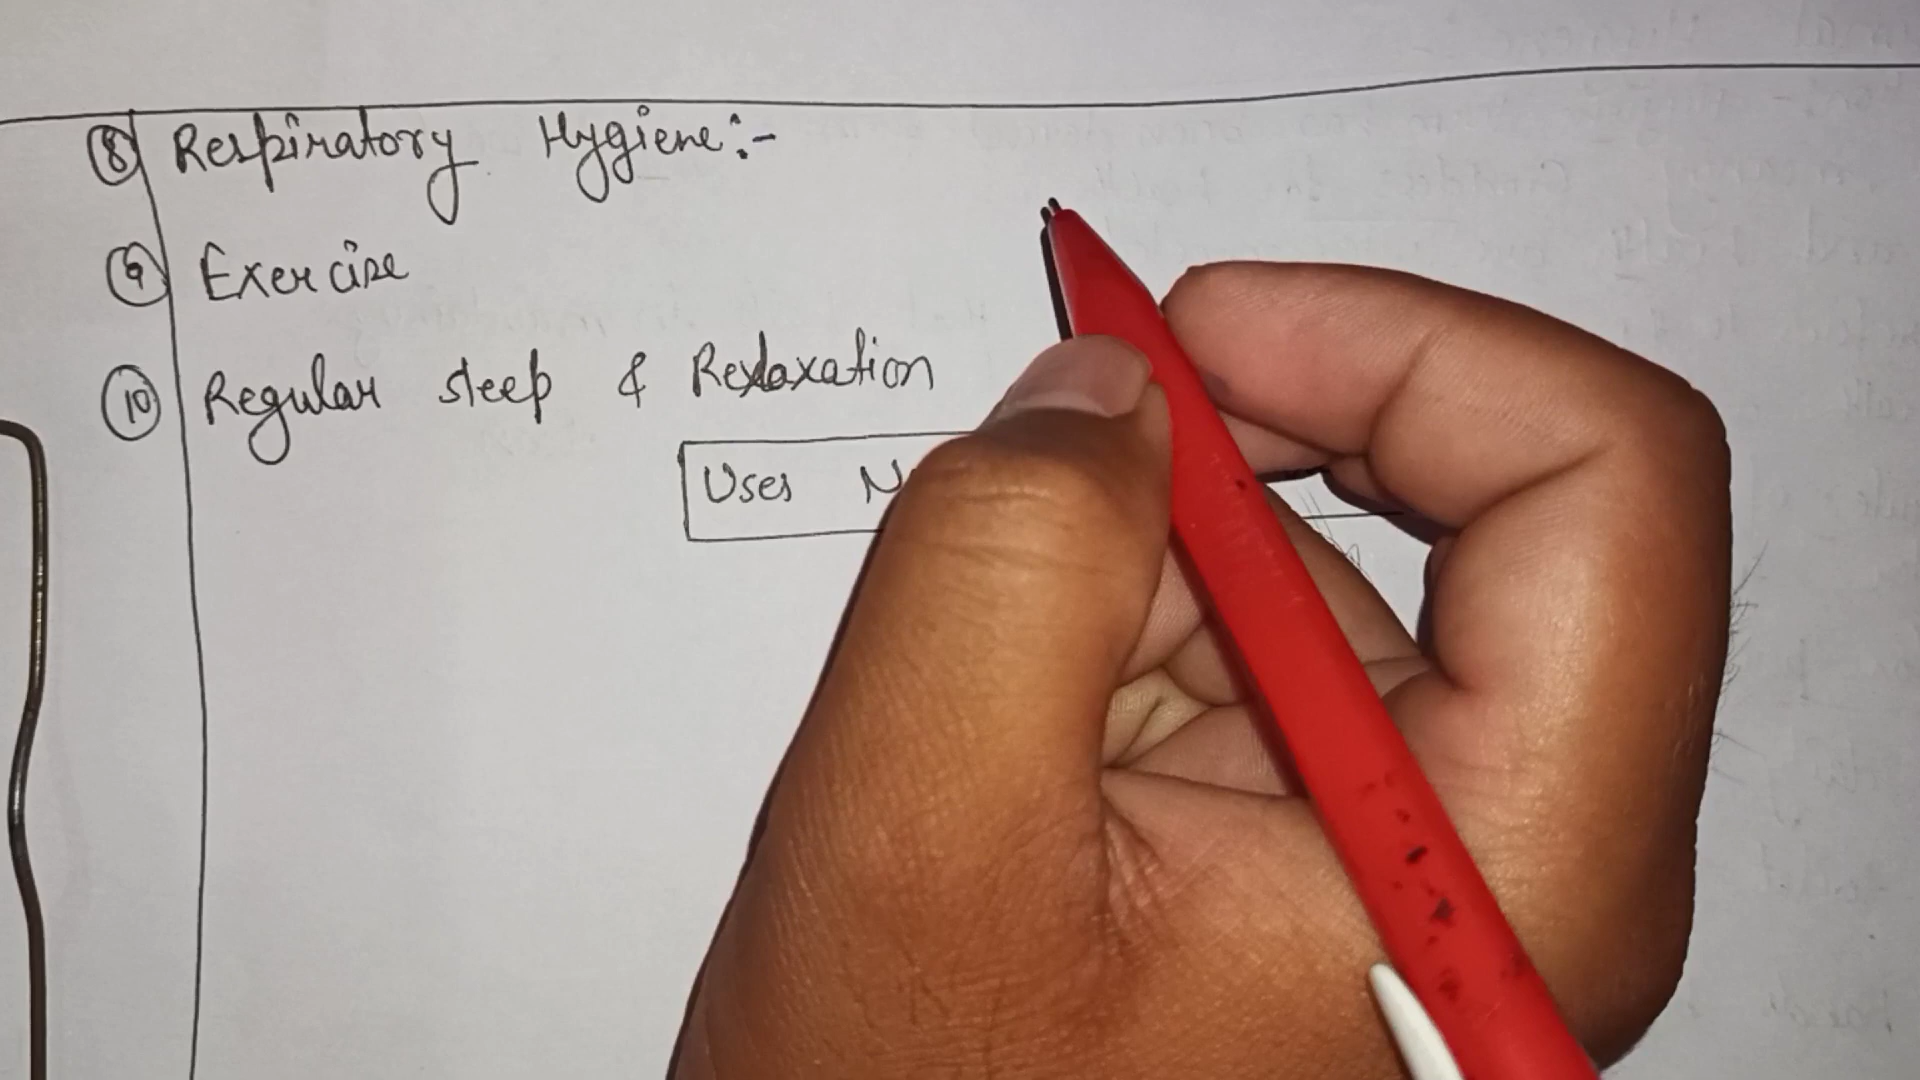 ⑧ Respiratory Hygiene:-
⑨ Exercise
⑩ Regular sleep & Relaxation
Uses